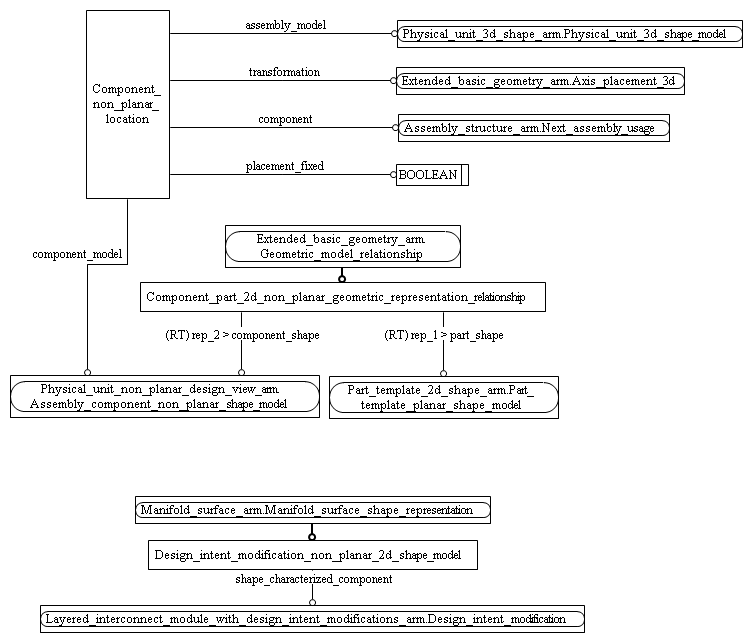 assembly_model
Physical_unit_3d_shape_arm.Physical_unit_3d_shape_model
transformation
Extended_basic_geometry_arm.Axis_placement_3d
Component_
non_planar_
location
component
Assembly_structure_arm.Next_assembly_usage
placement_fixed
BOOLEAN
component_model
Extended_basic_geometry_arm.
Geometric_model_relationship
Component_part_2d_non_planar_geometric_representation_relationship
(RT) rep_2 > component_shape
(RT) rep_1 > part_shape
Physical_unit_non_planar_design_view_arm.
Assembly_component_non_planar_shape_model
Part_template_2d_shape_arm.Part_
template_planar_shape_model
Manifold_surface_arm.Manifold_surface_shape_representation
Design_intent_modification_non_planar_2d_shape_model
shape_characterized_component
Layered_interconnect_module_with_design_intent_modifications_arm.Design_intent_modification